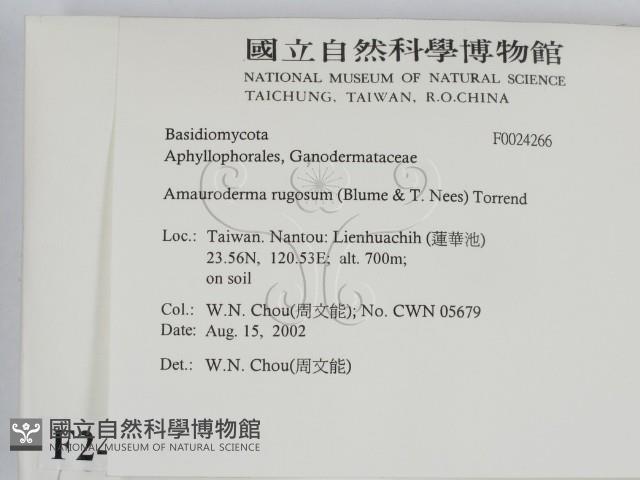 國立自然科學博物館
NATIONAL MUSEUM OF NATURAL SCIENCE
TAICHUNG, TAIWAN, R.O.CHINA
Basidiomycota F0024266
Aphyllophorales, Ganodermataceae
Amauroderma rugosum (Blume & T. Nees) Torrend
Loc.: Taiwan. Nantou: Lienhuachih (蓮華池)
23.56N, 120.53E; alt. 700m;
on soil
Col.: W.N. Chou(周文能); No. CWN 05679
Date: Aug. 15, 2002
Det.: W.N. Chou(周文能)
國立自然科學博物館
NATIONAL MUSEUM OF NATURAL SCIENCE